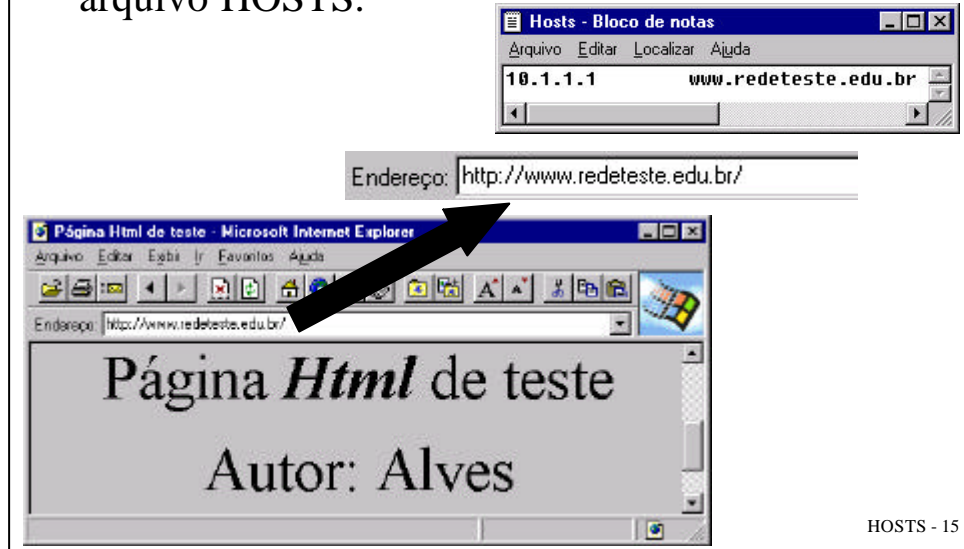 arquivo HOSTS:
Hosts - Bloco de notas
Arquivo Editar Localizar Ajuda
10.1.1.1 www.redeteste.edu.br
Endereço: http://www.redeteste.edu.br/
Página Html de teste - Microsoft Internet Explorer
Arquivo Editar Exibir Ir Favoritos Ajuda
Endereço: http://www.redeteste.edu.br/
Página Html de teste
Autor: Alves
HOSTS - 15